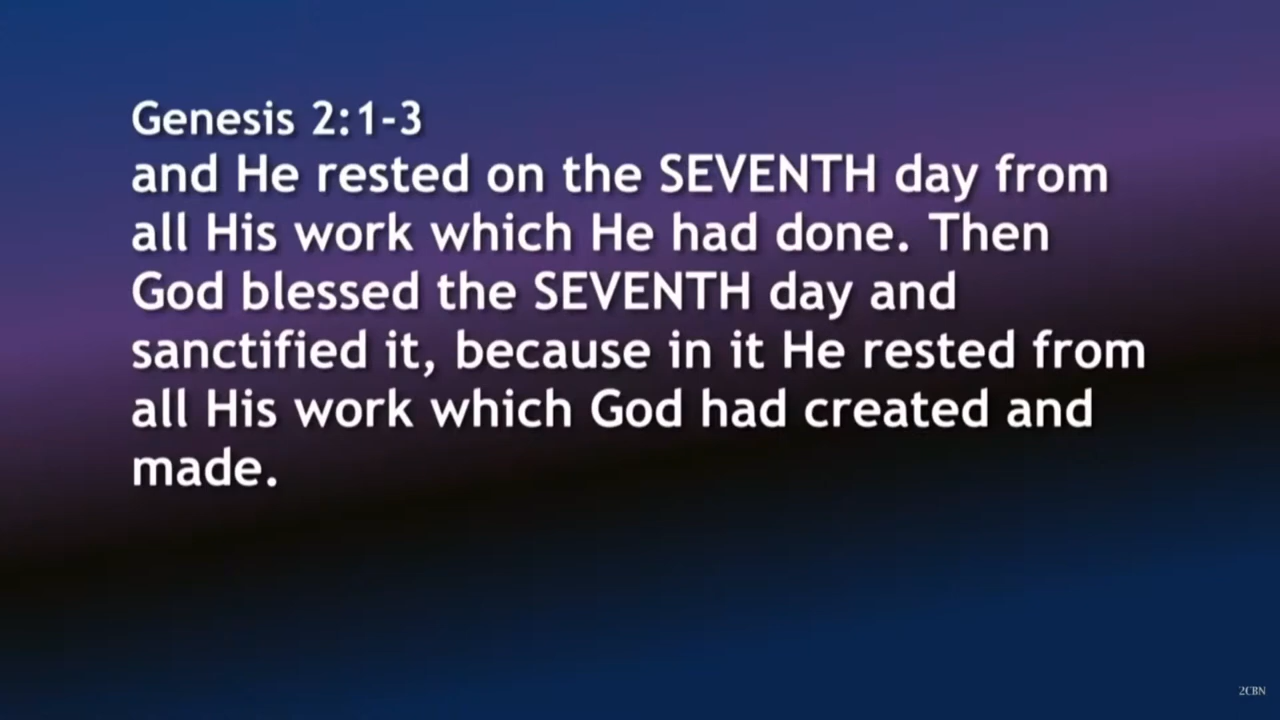 Genesis 2:1-3
and He rested on the SEVENTH day from
all His work which He had done. Then
God blessed the SEVENTH day and
sanctified it, because in it He rested from
all His work which God had created and
made.
2CBN